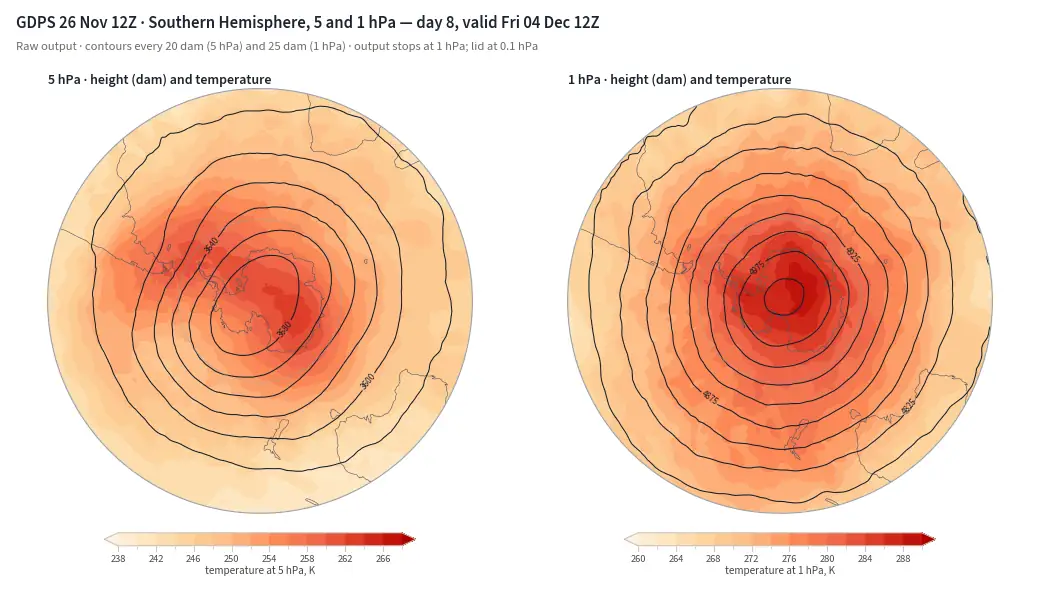 GDPS 26 Nov 12Z · Southern Hemisphere, 5 and 1 hPa — day 8, valid Fri 04 Dec 12Z
Raw output · contours every 20 dam (5 hPa) and 25 dam (1 hPa) · output stops at 1 hPa; lid at 0.1 hPa
5 hPa · height (dam) and temperature
3640
3680
3600
238 242 246 250 254 258 262 266
temperature at 5 hPa, K
1 hPa · height (dam) and temperature
4925
4975
4875
4825
260 264 268 272 276 280 284 288
temperature at 1 hPa, K